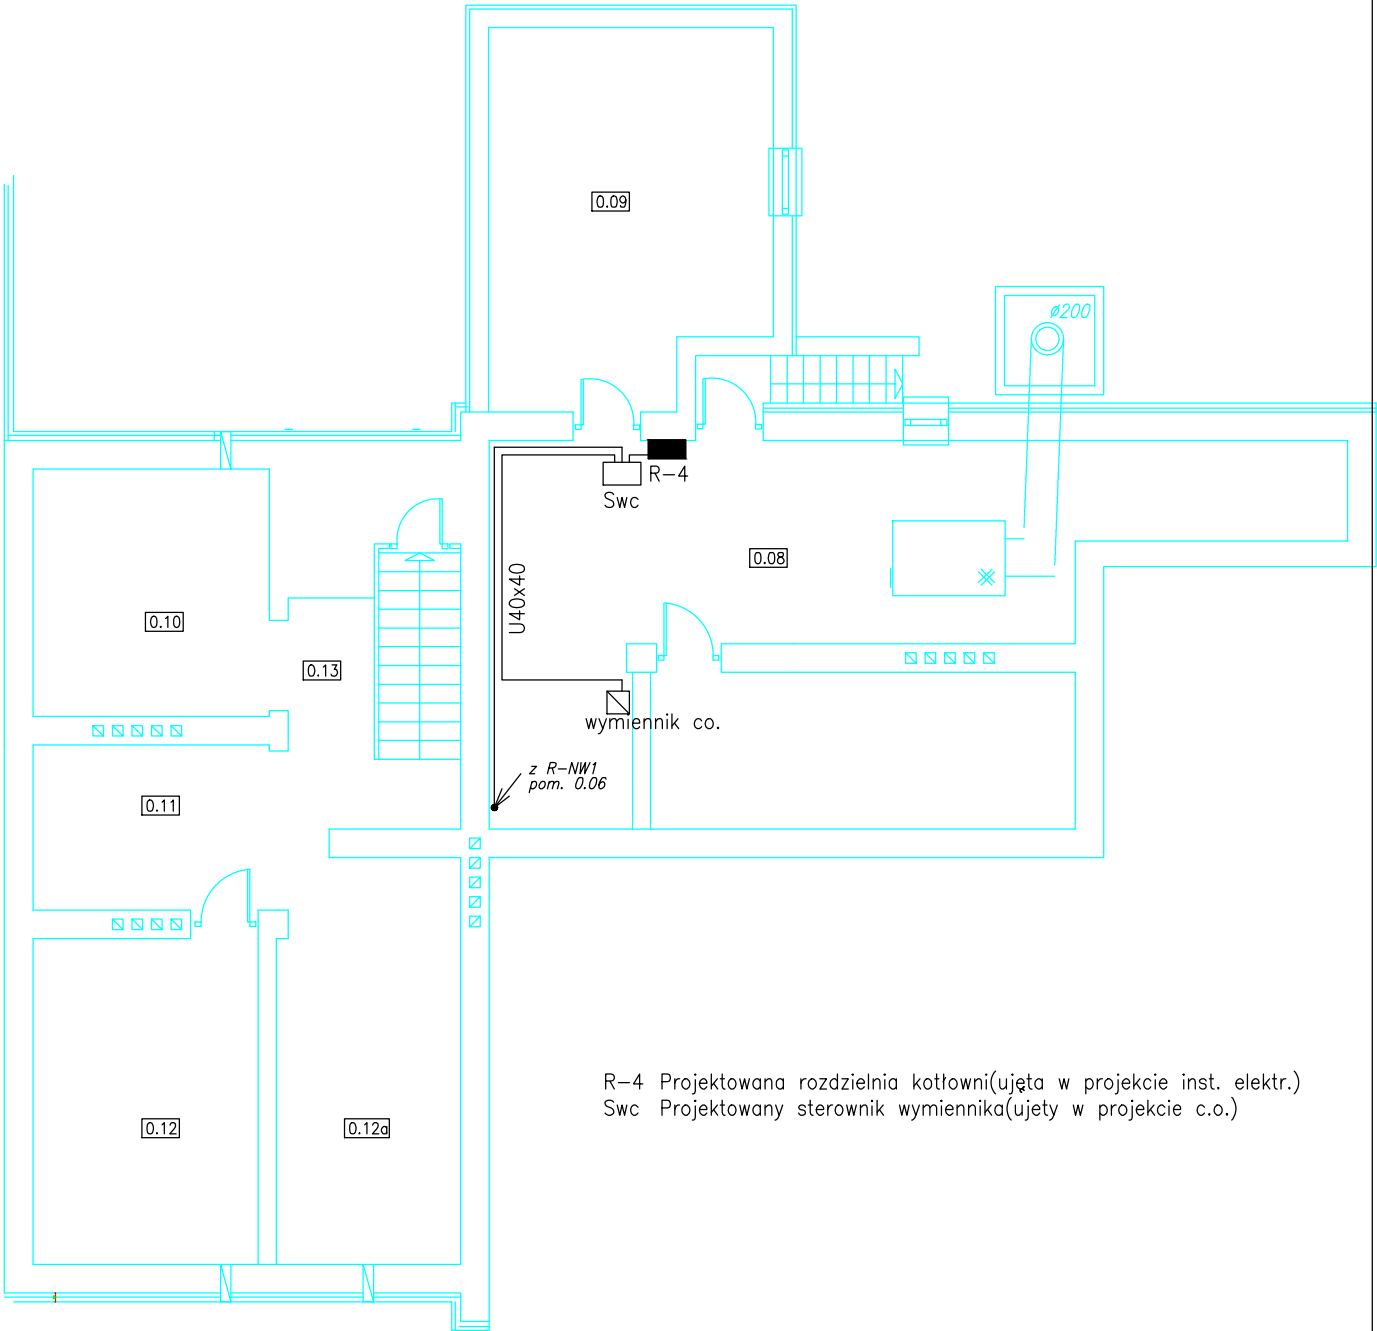 0.09
ø200
R-4
Swc
0.08
U40x40
0.10
0.13
wymiennik co.
z R-NW1
pom. 0.06
0.11
R-4 Projektowana rozdzielnia kotłowni(ujęta w projekcie inst. elektr.)
Swc Projektowany sterownik wymiennika(ujety w projekcie c.o.)
0.12
0.12a